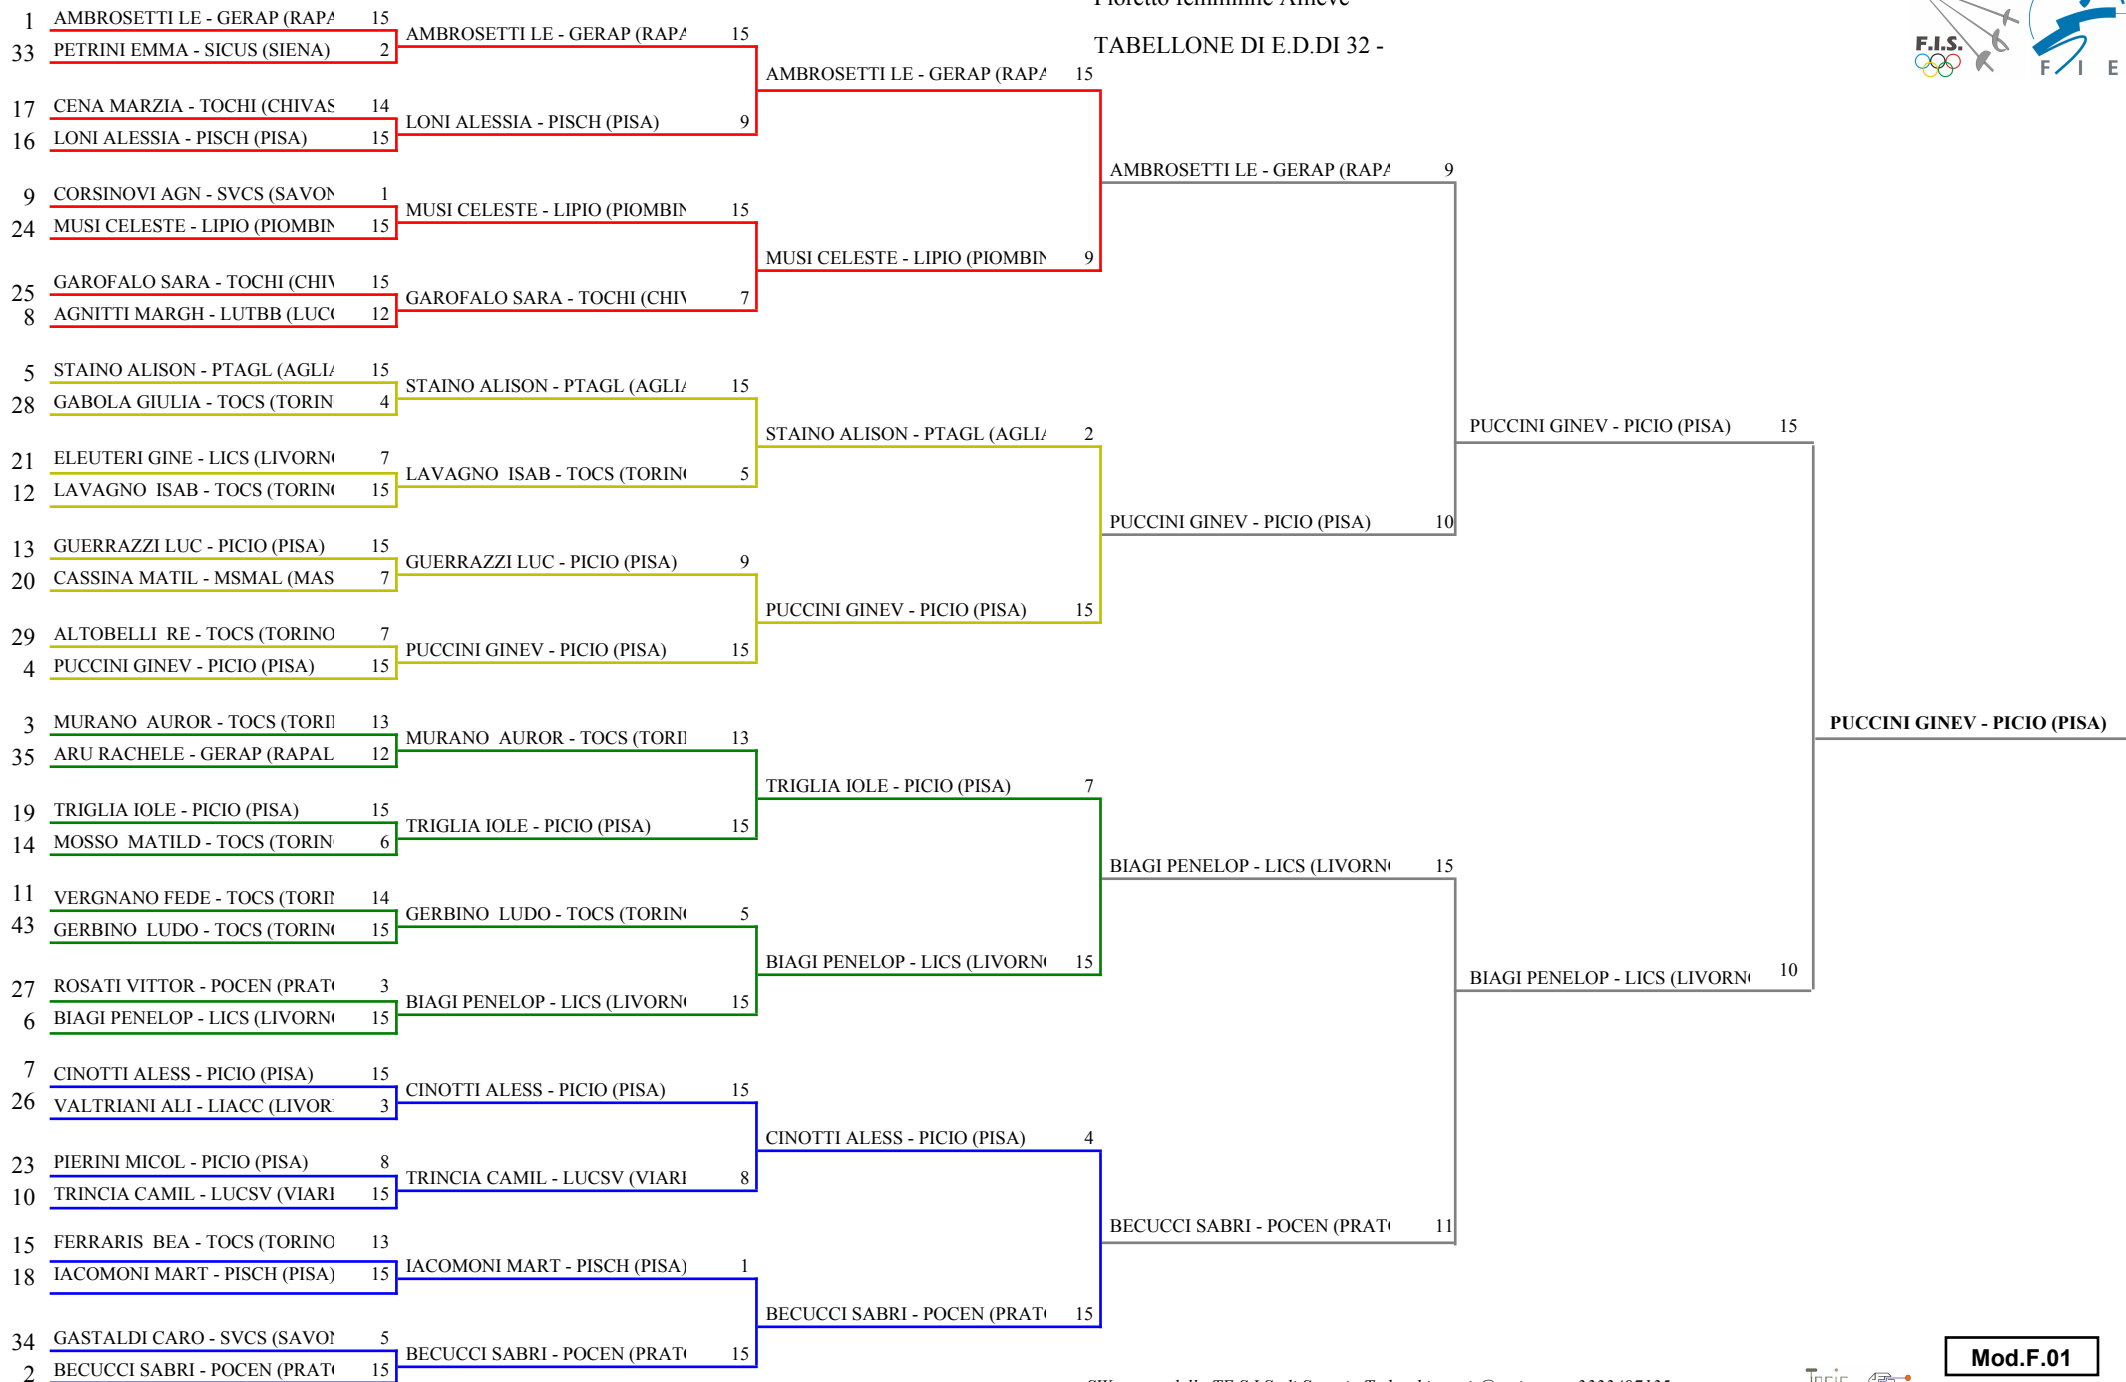 TABELLONE DI E.D.DI 32 -
F.I.S.
F I E
1 AMBROSETTI LE - GERAP (RAPA 15
33 PETRINI EMMA - SICUS (SIENA) 2
17 CENA MARZIA - TOCHI (CHIVAS 14
16 LONI ALESSIA - PISCH (PISA) 15
9 CORSINOVI AGN - SVCS (SAVON 1
24 MUSI CELESTE - LIPIO (PIOMBIN 15
25 GAROFALO SARA - TOCHI (CHIV 15
8 AGNITTI MARGH - LUTBB (LUCC 12
5 STAINO ALISON - PTAGL (AGLIA 15
28 GABOLA GIULIA - TOCS (TORIN 4
21 ELEUTERI GINE - LICS (LIVORNO 7
12 LAVAGNO ISAB - TOCS (TORINO 15
13 GUERRAZZI LUC - PICIO (PISA) 15
20 CASSINA MATIL - MSMAL (MAS 7
29 ALTOBELLI RE - TOCS (TORINO 7
4 PUCCINI GINEV - PICIO (PISA) 15
3 MURANO AUROR - TOCS (TORI 13
35 ARU RACHELE - GERAP (RAPAL 12
19 TRIGLIA IOLE - PICIO (PISA) 15
14 MOSSO MATILD - TOCS (TORIN 6
11 VERGNANO FEDE - TOCS (TORIN 14
43 GERBINO LUDO - TOCS (TORINO 15
27 ROSATI VITTOR - POCEN (PRATO 3
6 BIAGI PENELOP - LICS (LIVORNO 15
7 CINOTTI ALESS - PICIO (PISA) 15
26 VALTRIANI ALI - LIACC (LIVOR 3
23 PIERINI MICOL - PICIO (PISA) 8
10 TRINCIA CAMIL - LUCSV (VIARE 15
15 FERRARIS BEA - TOCS (TORINO 13
18 IACOMONI MART - PISCH (PISA) 15
34 GASTALDI CARO - SVCS (SAVON 5
2 BECUCCI SABRI - POCEN (PRATO 15
AMBROSETTI LE - GERAP (RAPA 15
LONI ALESSIA - PISCH (PISA) 9
MUSI CELESTE - LIPIO (PIOMBIN 15
GAROFALO SARA - TOCHI (CHIV 7
STAINO ALISON - PTAGL (AGLIA 15
LAVAGNO ISAB - TOCS (TORINO 5
GUERRAZZI LUC - PICIO (PISA) 9
PUCCINI GINEV - PICIO (PISA) 15
MURANO AUROR - TOCS (TORI 13
TRIGLIA IOLE - PICIO (PISA) 15
GERBINO LUDO - TOCS (TORINO 5
BIAGI PENELOP - LICS (LIVORNO 15
CINOTTI ALESS - PICIO (PISA) 15
TRINCIA CAMIL - LUCSV (VIARE 8
IACOMONI MART - PISCH (PISA) 1
BECUCCI SABRI - POCEN (PRATO 15
AMBROSETTI LE - GERAP (RAPA 15
MUSI CELESTE - LIPIO (PIOMBIN 9
STAINO ALISON - PTAGL (AGLIA 2
PUCCINI GINEV - PICIO (PISA) 15
TRIGLIA IOLE - PICIO (PISA) 7
BIAGI PENELOP - LICS (LIVORNO 15
CINOTTI ALESS - PICIO (PISA) 4
BECUCCI SABRI - POCEN (PRATO 15
AMBROSETTI LE - GERAP (RAPA 9
PUCCINI GINEV - PICIO (PISA) 10
BIAGI PENELOP - LICS (LIVORNO 15
BECUCCI SABRI - POCEN (PRATO 11
PUCCINI GINEV - PICIO (PISA) 15
BIAGI PENELOP - LICS (LIVORNO 10
PUCCINI GINEV - PICIO (PISA)
Mod.F.01